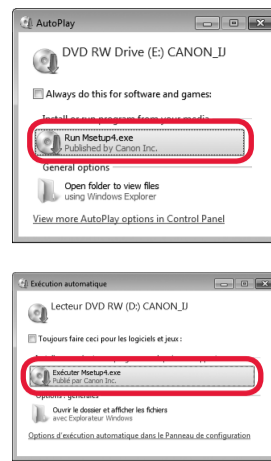 AutoPlay
DVD RW Drive (E:) CANON_IJ
Always do this for software and games:
Install or run program from your media
Run Msetup4.exe
Published by Canon Inc.
General options
Open folder to view files
using Windows Explorer
View more AutoPlay options in Control Panel
Exécution automatique
Lecteur DVD RW (D:) CANON_IJ
Toujours faire ceci pour les logiciels et jeux :
Exécuter Msetup4.exe
Publié par Canon Inc.
Options : générales
Ouvrir le dossier et afficher les fichiers
avec Explorateur Windows
Options d'exécution automatique dans le Panneau de configuration